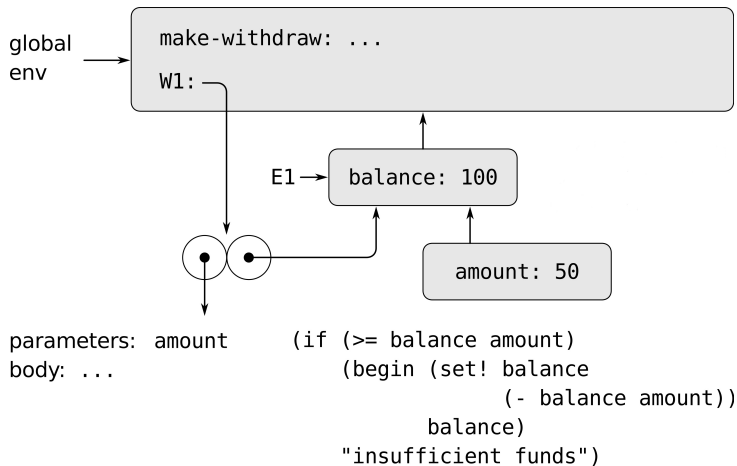 global
env
make-withdraw: ...
W1:
E1
balance: 100
amount: 50
parameters: amount
body: ...
(if (>= balance amount)
(begin (set! balance
(- balance amount))
balance)
"insufficient funds")